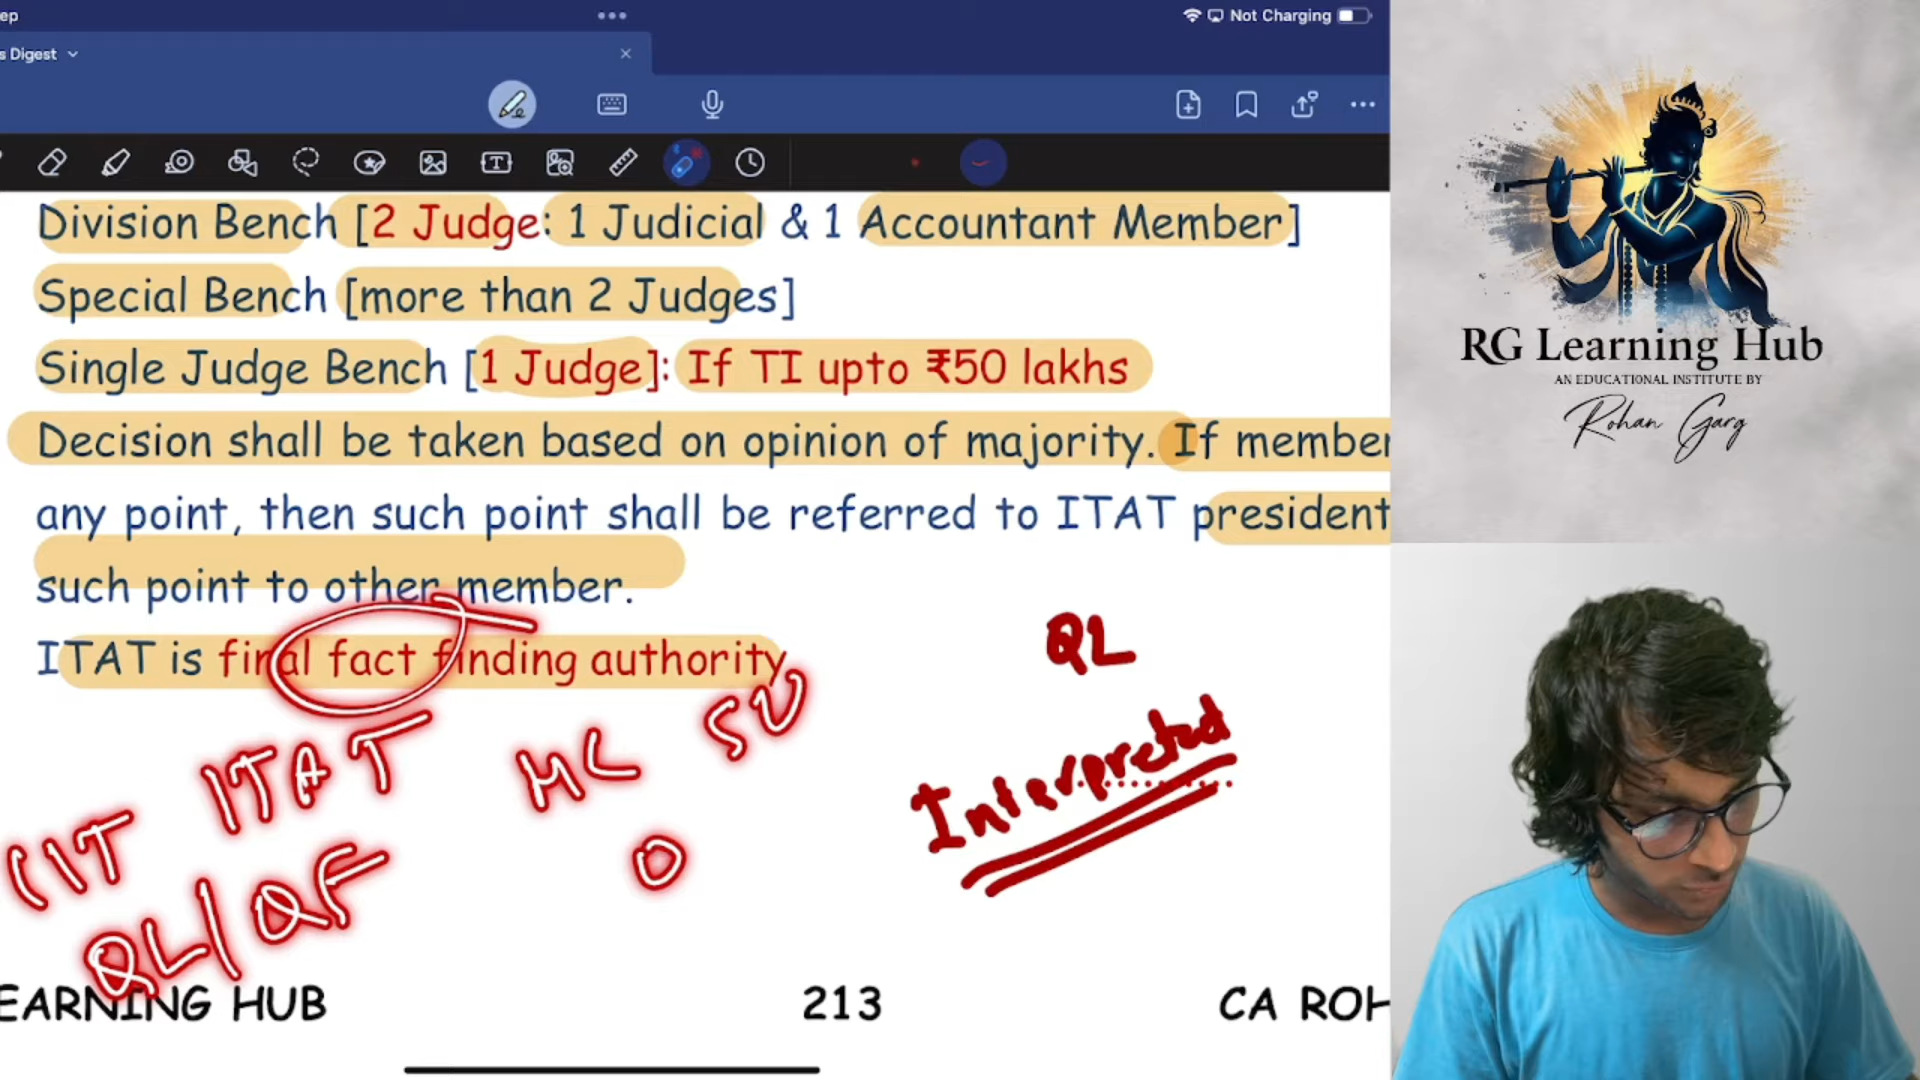 ep
Not Charging
s Digest
Division Bench [2 Judge: 1 Judicial & 1 Accountant Member]
Special Bench [more than 2 Judges]
Single Judge Bench [1 Judge]: If TI upto ₹50 lakhs
Decision shall be taken based on opinion of majority. If member
any point, then such point shall be referred to ITAT president
such point to other member.
ITAT is final fact finding authority
QL
CIT ITAT HC
Interpreted
QL/QF
EARNING HUB 213 CA ROH
RG Learning Hub
AN EDUCATIONAL INSTITUTE BY
Rohan Garg